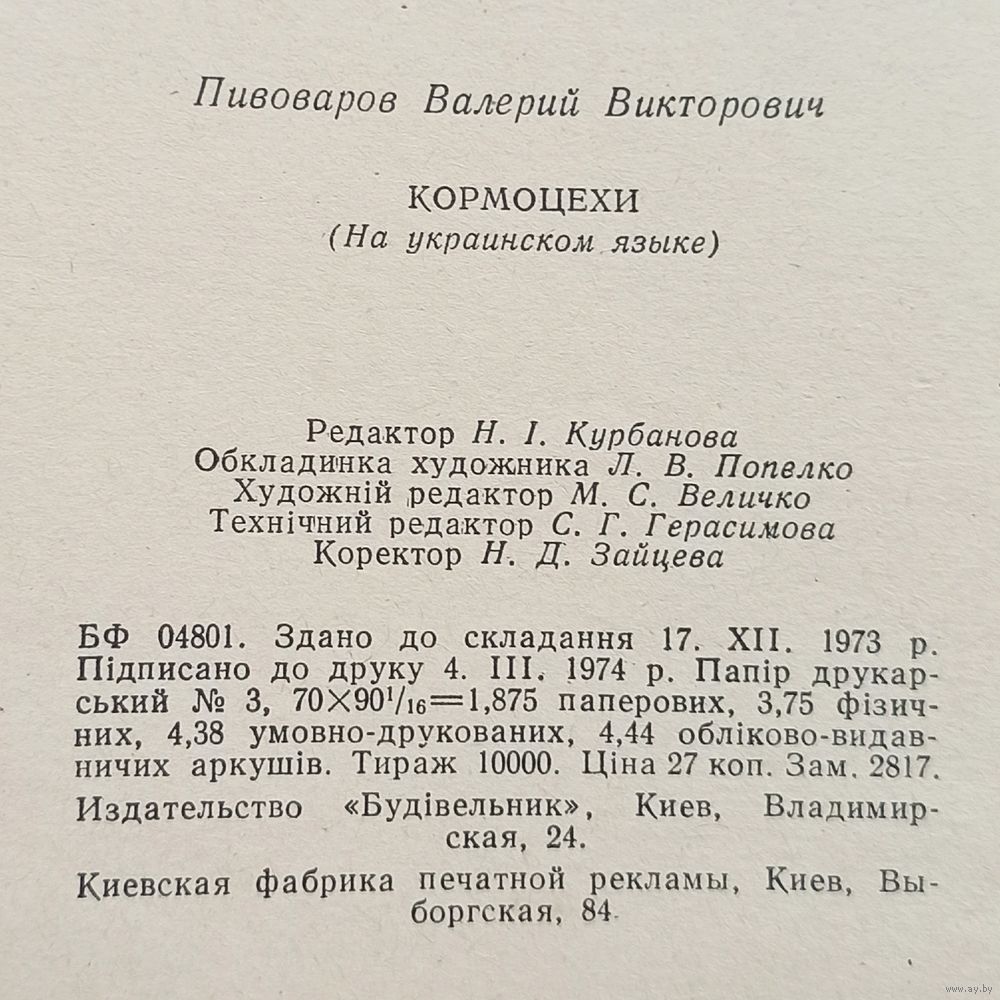 Пивоваров Валерий Викторович
КОРМОЦЕХИ
(На украинском языке)
Редактор Н. І. Курбанова
Обкладинка художника Л. В. Попелко
Художній редактор М. С. Величко
Технічний редактор С. Г. Герасимова
Коректор Н. Д. Зайцева
БФ 04801. Здано до складання 17. XII. 1973 р.
Підписано до друку 4. III. 1974 р. Папір друкар-
ський № 3, 70×90¹/₁₆=1,875 паперових, 3,75 фізич-
них, 4,38 умовно-друкованих, 4,44 обліково-видав-
ничих аркушів. Тираж 10000. Ціна 27 коп. Зам. 2817.
Издательство «Будівельник», Киев, Владимир-
ская, 24.
Киевская фабрика печатной рекламы, Киев, Вы-
боргская, 84.
www.ay.by